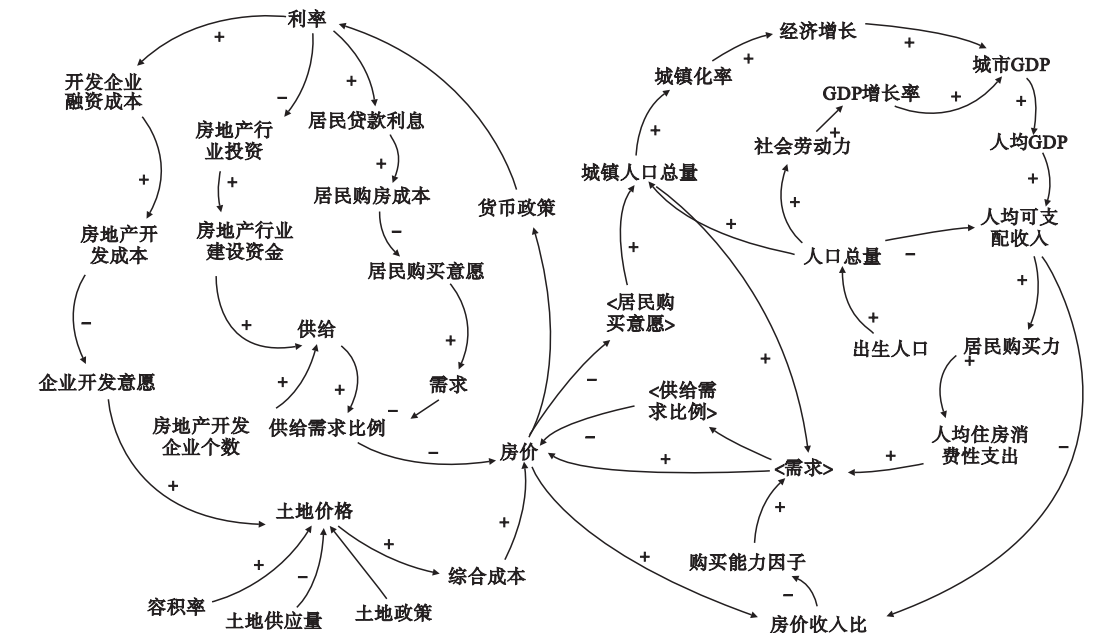 利率
+
开发企业
融资成本
+
−
房地产行
业投资
+
居民贷款利息
+
居民购房成本
+
+
房地产开
发成本
房地产行业
建设资金
−
居民购买意愿
货币政策
−
+
+
供给
企业开发意愿
+
+
需求
−
房地产开发
企业个数
供给需求比例
−
房价
+
土地价格
+
+
综合成本
+
−
容积率
土地供应量
土地政策
经济增长
+
+
城镇化率
城市GDP
GDP增长率
+
+
+
社会劳动力
+
人均GDP
+
城镇人口总量
+
+
人均可支
配收入
+
人口总量
−
+
<居民购
买意愿>
+
出生人口
+
居民购买力
+
+
−
<供给需
求比例>
−
人均住房消
费性支出
−
+
+
<需求>
+
+
购买能力因子
−
房价收入比